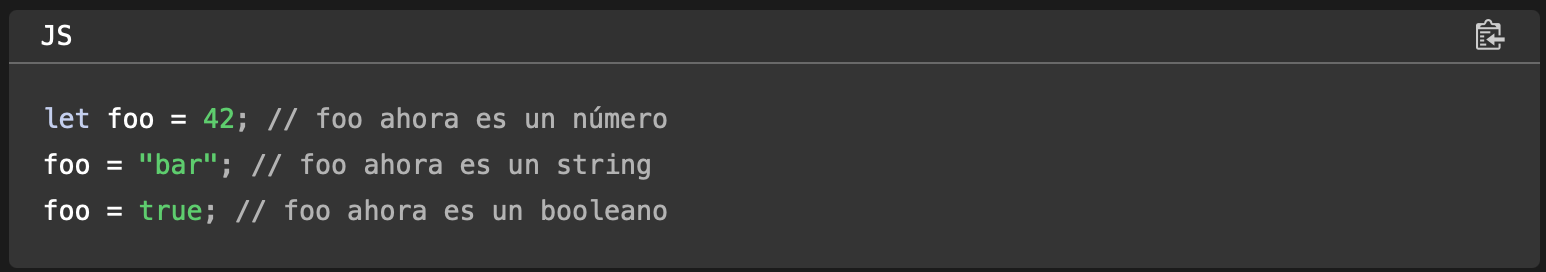 JS
let foo = 42; // foo ahora es un número
foo = "bar"; // foo ahora es un string
foo = true; // foo ahora es un booleano